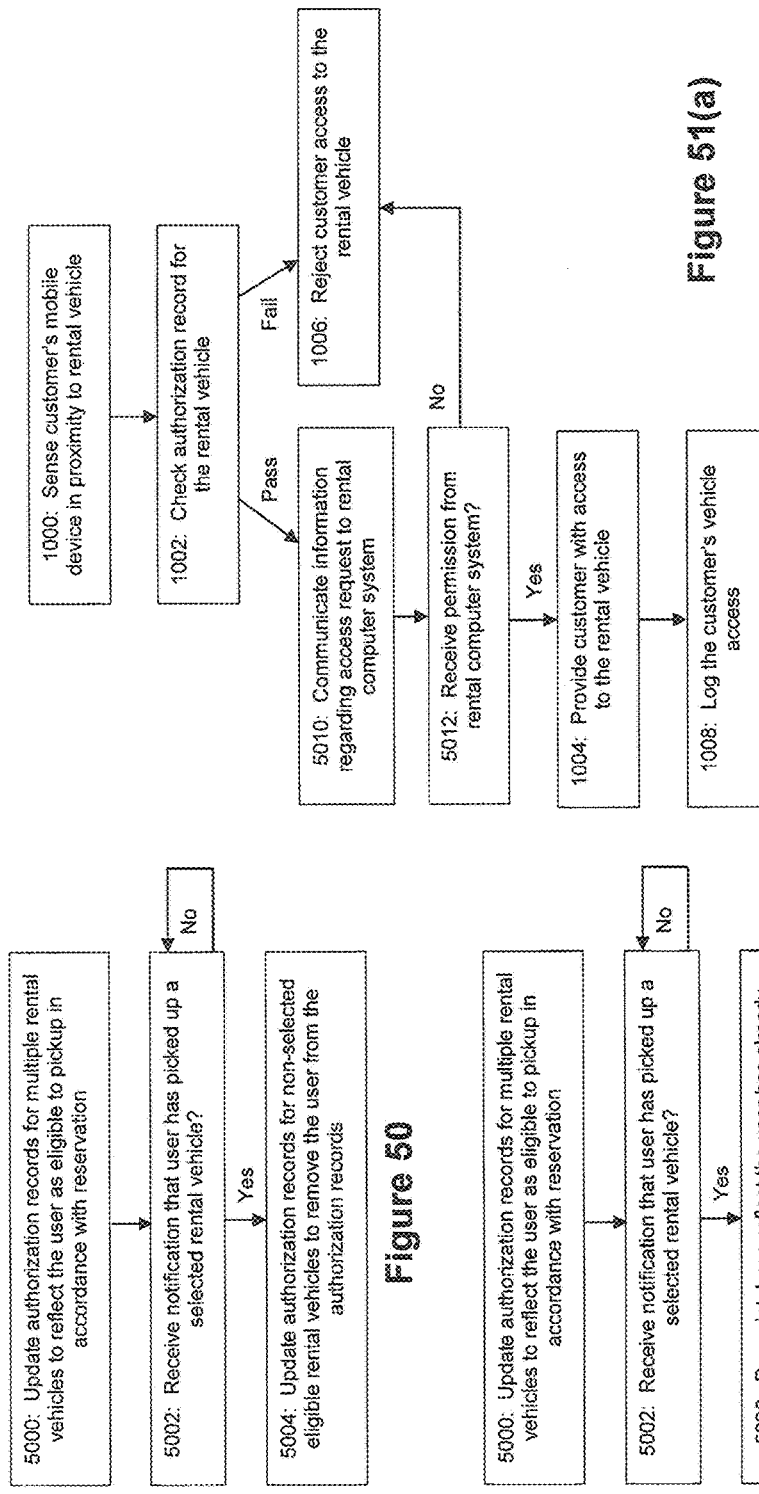 5000: Update authorization records for multiple rental
vehicles to reflect the user as eligible to pickup in
accordance with reservation
5002: Receive notification that user has picked up a
selected rental vehicle?
No
Yes
5004: Update authorization records for non-selected
eligible rental vehicles to remove the user from the
authorization records
Figure 50
5000: Update authorization records for multiple rental
vehicles to reflect the user as eligible to pickup in
accordance with reservation
5002: Receive notification that user has picked up a
selected rental vehicle?
No
Yes
the user has already
1000: Sense customer's mobile
device in proximity to rental vehicle
1002: Check authorization record for
the rental vehicle
Pass
Fail
5010: Communicate information
regarding access request to rental
computer system
1006: Reject customer access to the
rental vehicle
5012: Receive permission from
rental computer system?
No
Yes
1004: Provide customer with access
to the rental vehicle
1008: Log the customer's vehicle
access
Figure 51(a)